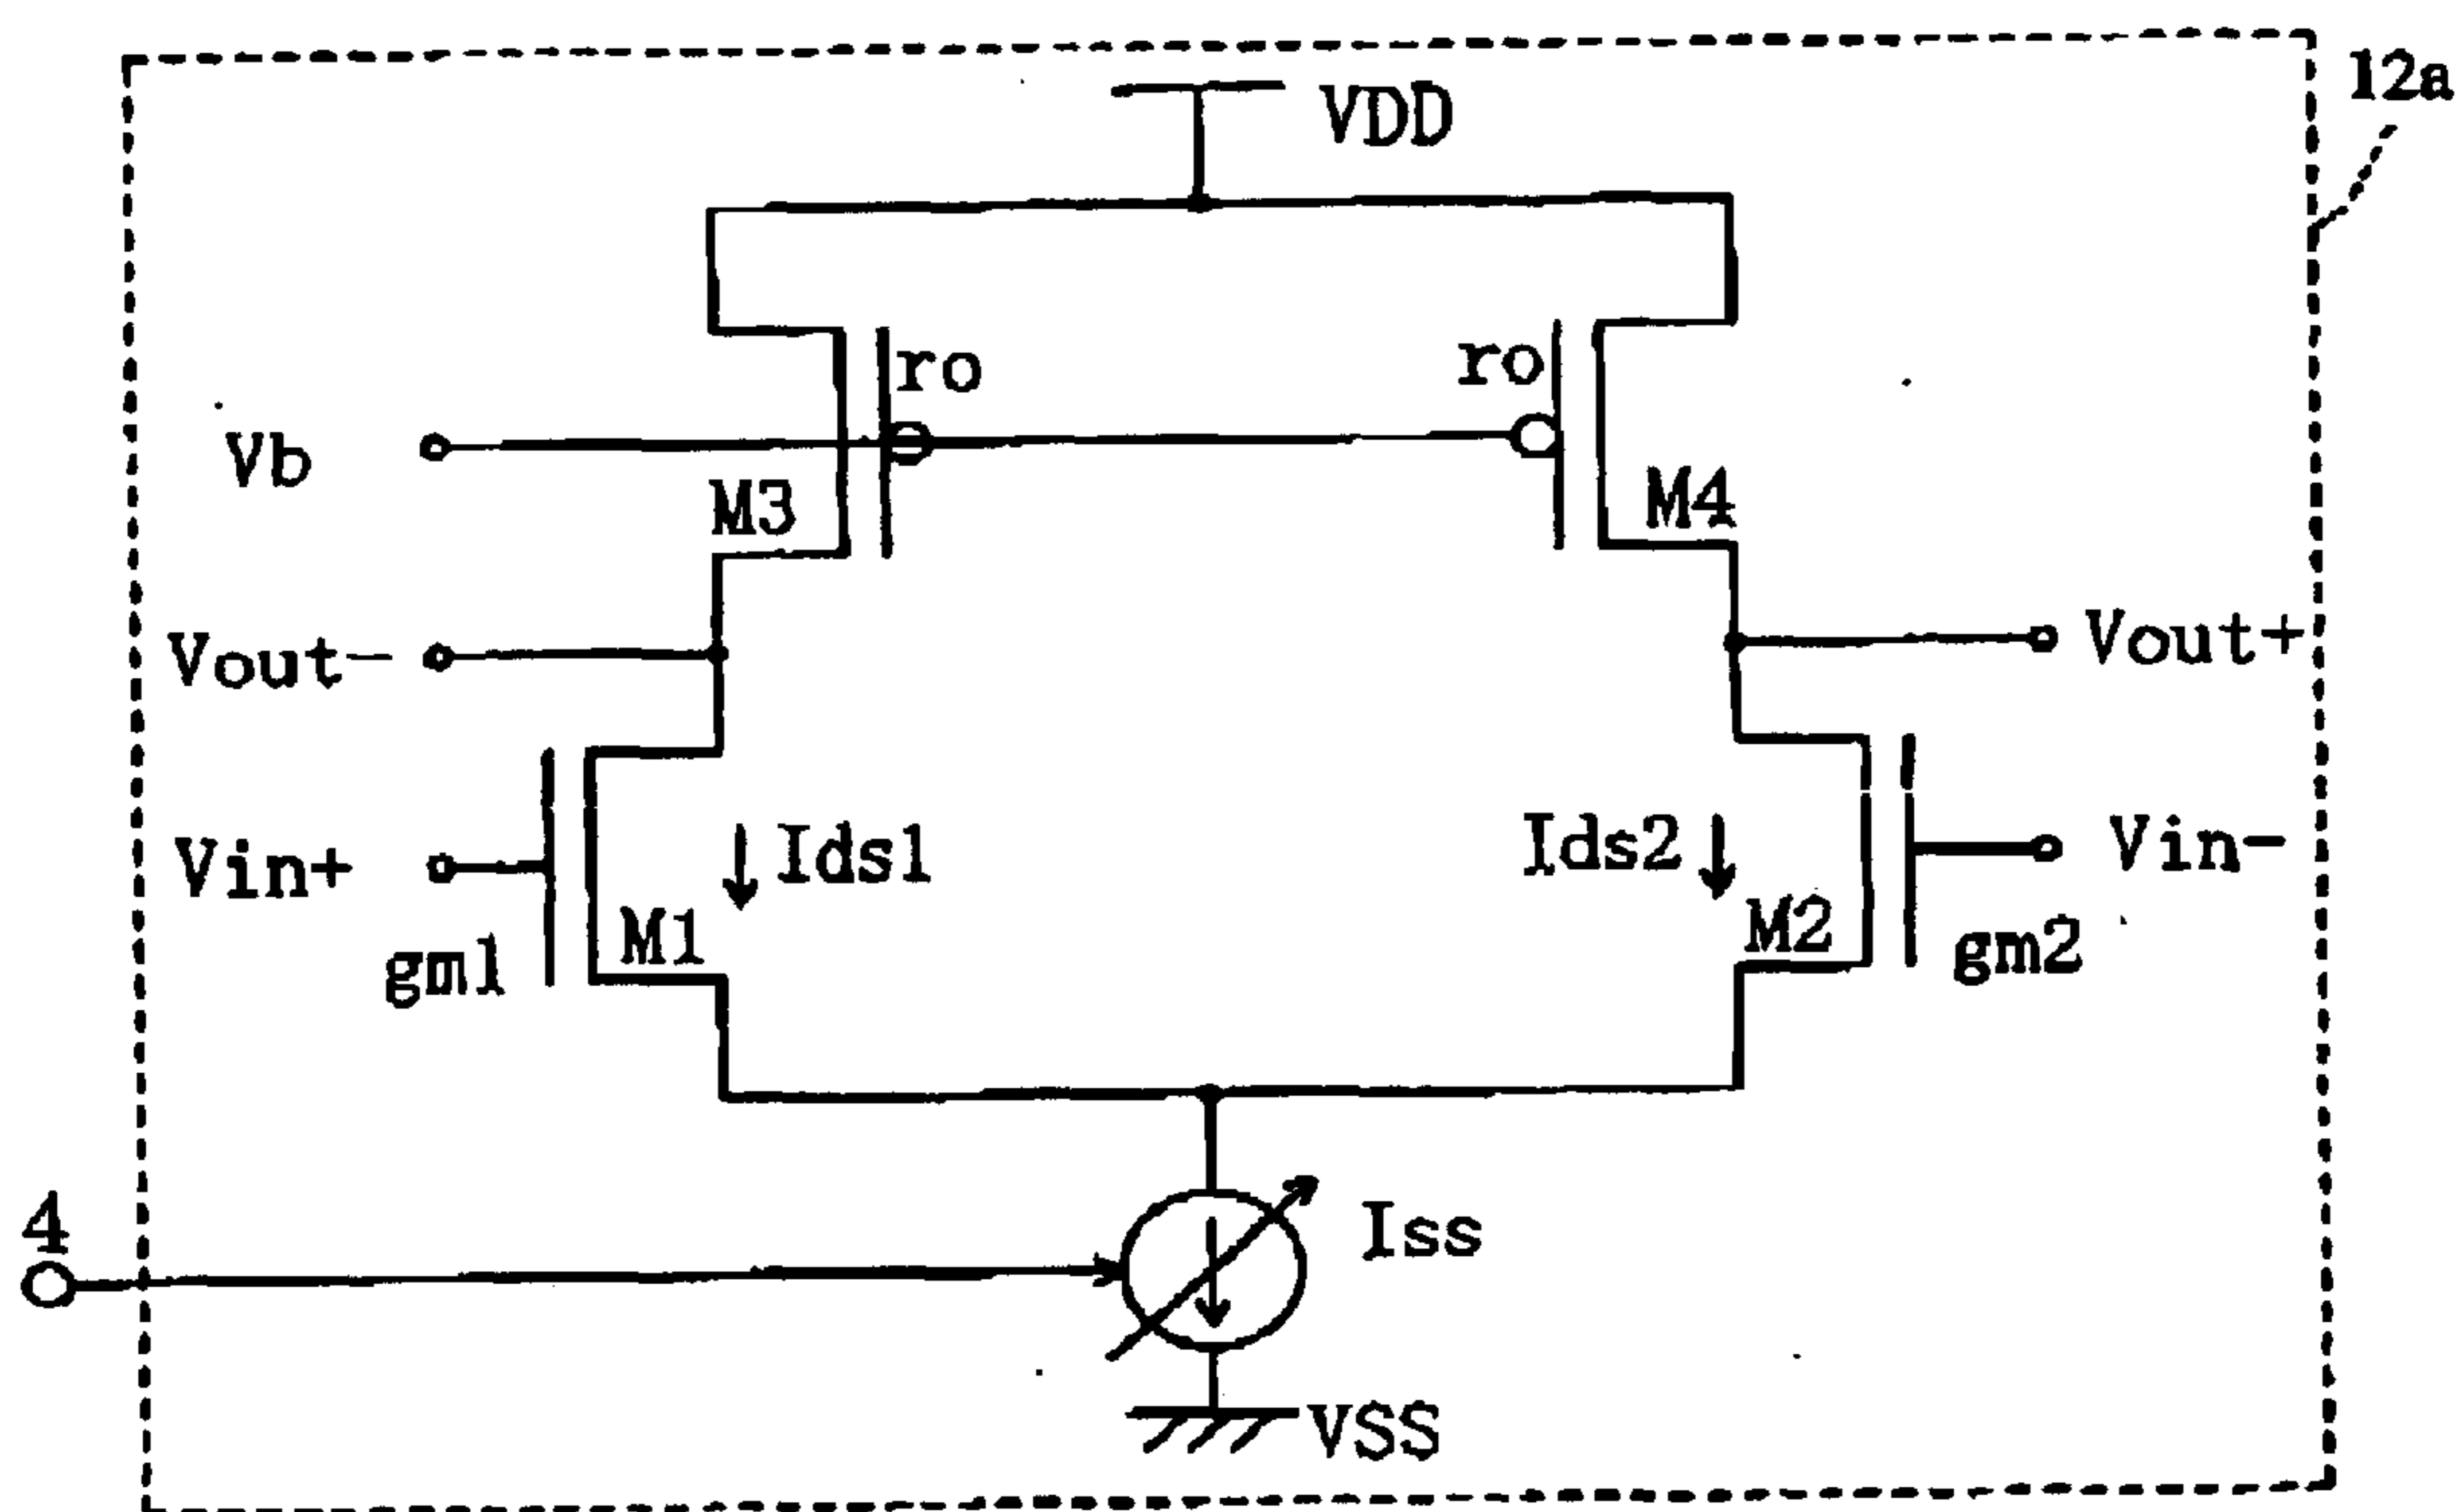 12a
VDD
ro
ro
Vb
M3
M4
Vout-
Vout+
Vin+
Ids1
Ids2
Vin-
gm1
M1
M2
gm2
4
Iss
VSS